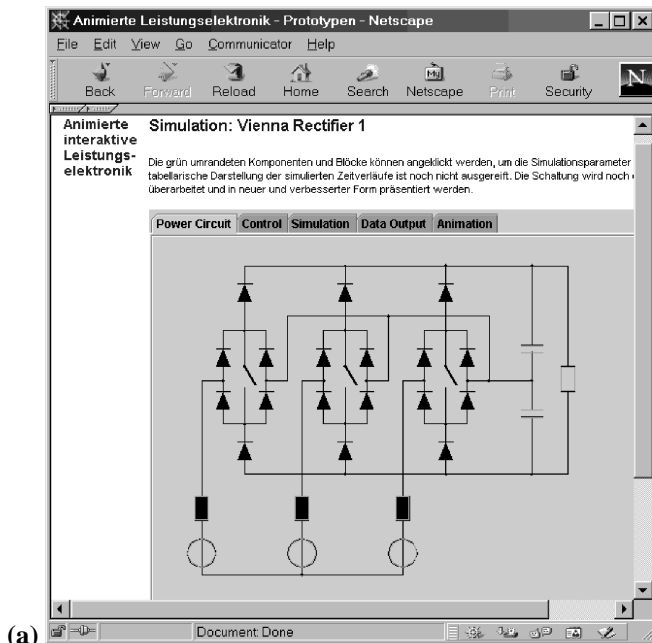 Animierte Leistungselektronik - Prototypen - Netscape
File Edit View Go Communicator Help
Back Forward Reload Home Search Netscape Print Security
My
N
Animierte
interaktive
Leistungs-
elektronik
Simulation: Vienna Rectifier 1
Die grün umrandeten Komponenten und Blöcke können angeklickt werden, um die Simulationsparameter
tabellarische Darstellung der simulierten Zeitverläufe ist noch nicht ausgereift. Die Schaltung wird noch
überarbeitet und in neuer und verbesserter Form präsentiert werden.
Power Circuit Control Simulation Data Output Animation
(a)
Document: Done